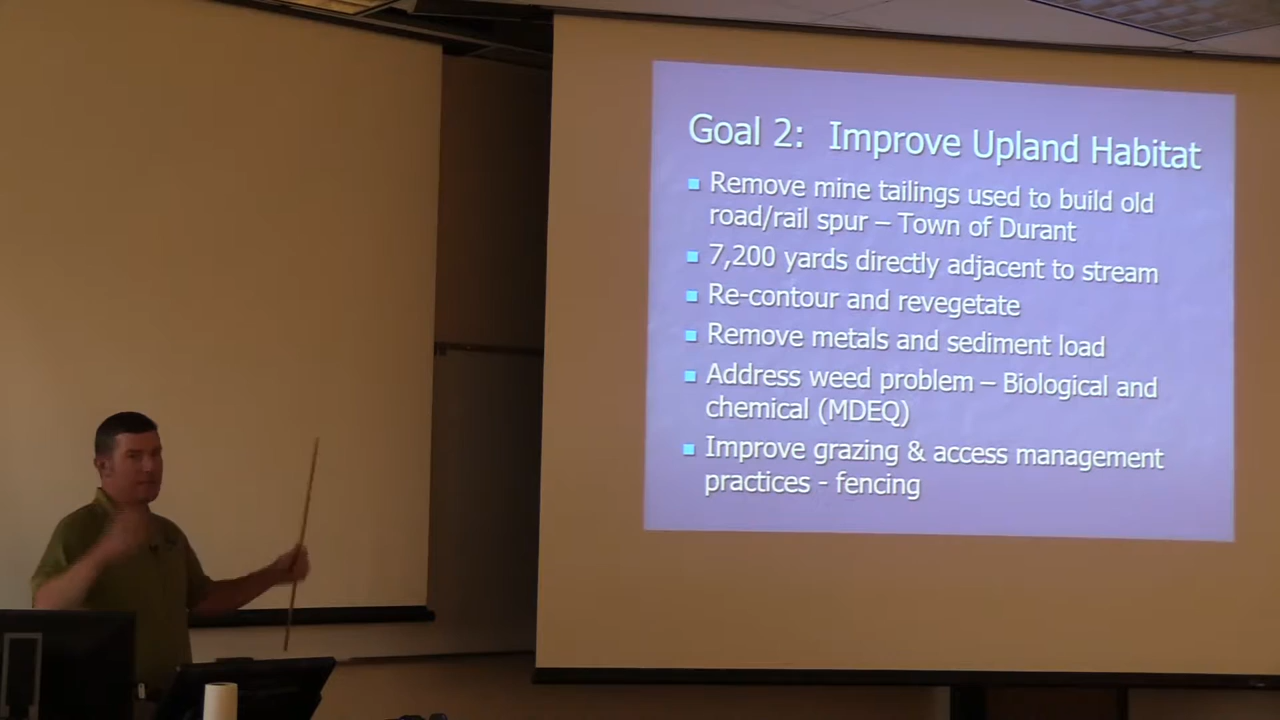 Goal 2: Improve Upland Habitat
Remove mine tailings used to build old
road/rail spur – Town of Durant
7,200 yards directly adjacent to stream
Re-contour and revegetate
Remove metals and sediment load
Address weed problem – Biological and
chemical (MDEQ)
Improve grazing & access management
practices - fencing